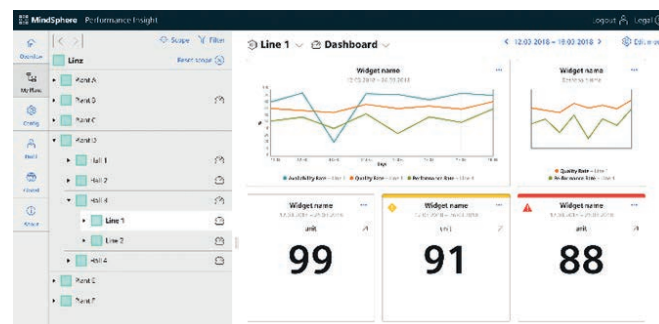 MindSphere Performance Insight
Logout
Legal
Scope
Filter
Line
Reset scope
Plant A
Plant B
Plant C
Plant D
Hall 1
Hall 2
Hall 3
Line 1
Line 2
Hall 4
Plant E
Plant F
Overview
My Plant
Config
About
Line 1
Dashboard
12.03.2018 – 19.03.2018
Widget name
Availability Rate – Line 1
Quality Rate – Line 1
Performance Rate – Line 1
Days
Widget name
Quality Rate – Line 1
Performance Rate – Line 1
Widget name
unit
99
Widget name
unit
91
Widget name
unit
88